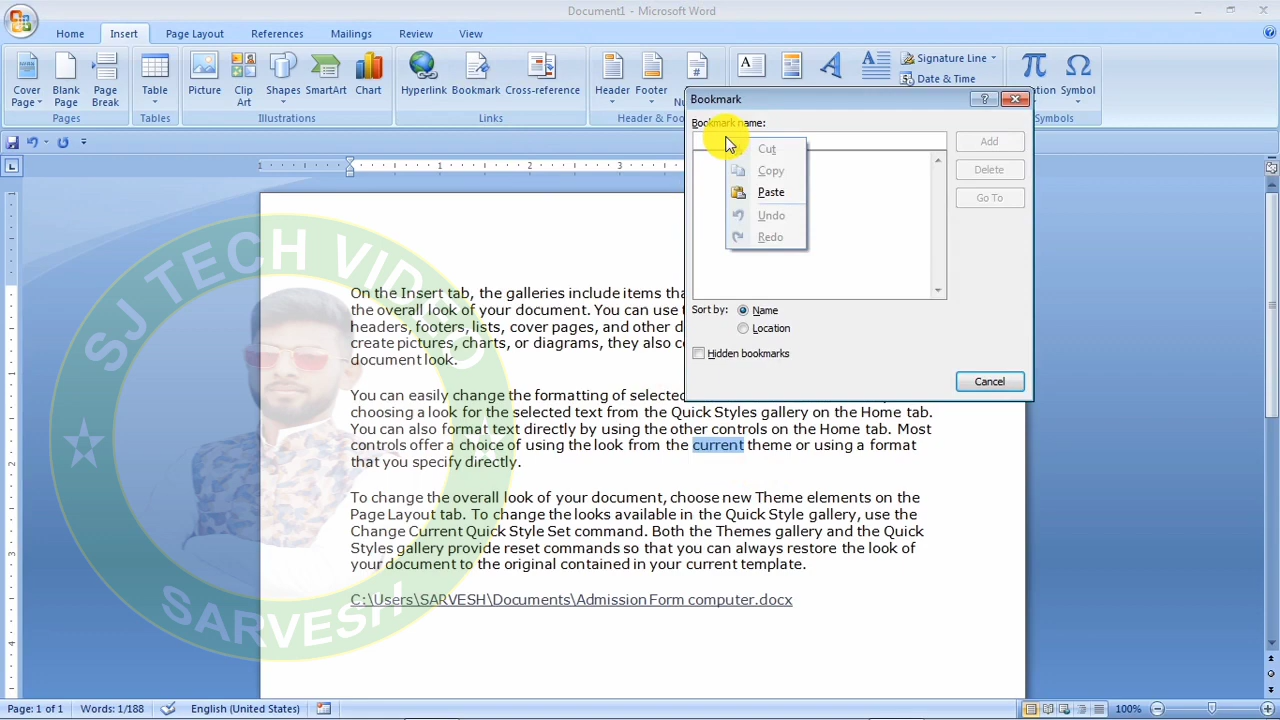 Document1 - Microsoft Word
Home Insert Page Layout References Mailings Review View
Cover Page
Blank Page
Page Break
Table
Picture
Clip Art
Shapes
SmartArt
Chart
Hyperlink
Bookmark
Cross-reference
Header
Footer
Signature Line
Date & Time
Symbol
Pages Tables Illustrations Links Header & Symbols
Bookmark
Bookmark name:
Add
Delete
Go To
Cut
Copy
Paste
Undo
Redo
Sort by: Name
Location
Hidden bookmarks
Cancel
On the Insert tab, the galleries include items tha
the overall look of your document. You can use t
headers, footers, lists, cover pages, and other d
create pictures, charts, or diagrams, they also c
document look.
You can easily change the formatting of selected
choosing a look for the selected text from the Quick Styles gallery on the Home tab.
You can also format text directly by using the other controls on the Home tab. Most
controls offer a choice of using the look from the current theme or using a format
that you specify directly.
To change the overall look of your document, choose new Theme elements on the
Page Layout tab. To change the looks available in the Quick Style gallery, use the
Change Current Quick Style Set command. Both the Themes gallery and the Quick
Styles gallery provide reset commands so that you can always restore the look of
your document to the original contained in your current template.
C:\Users\SARVESH\Documents\Admission Form computer.docx
SJ TECH VIDEO
SARVESH
Page: 1 of 1 Words: 1/188 English (United States) 100%